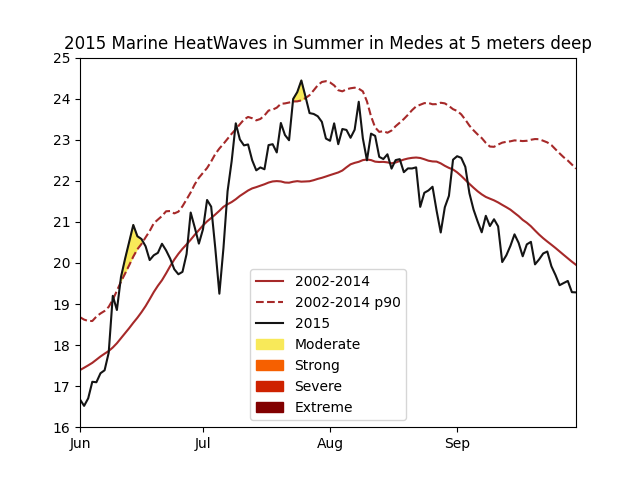 2015 Marine HeatWaves in Summer in Medes at 5 meters deep
25
24
23
22
21
20
19
18
17
16
Jun
Jul
Aug
Sep
2002-2014
2002-2014 p90
2015
Moderate
Strong
Severe
Extreme